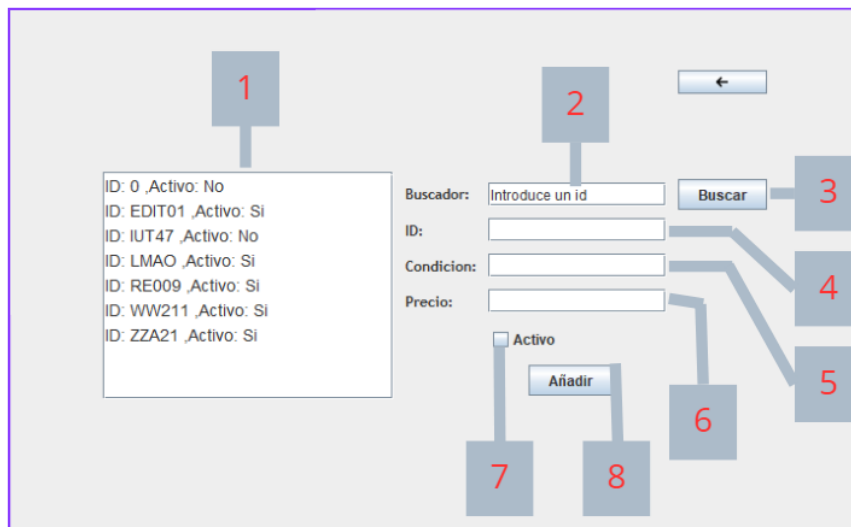 1
2
←
ID: 0 ,Activo: No
ID: EDIT01 ,Activo: Si
ID: IUT47 ,Activo: No
ID: LMAO ,Activo: Si
ID: RE009 ,Activo: Si
ID: WW211 ,Activo: Si
ID: ZZA21 ,Activo: Si
Buscador: Introduce un id Buscar 3
ID: 4
Condicion: 5
Precio: 6
Activo 7
Añadir 8